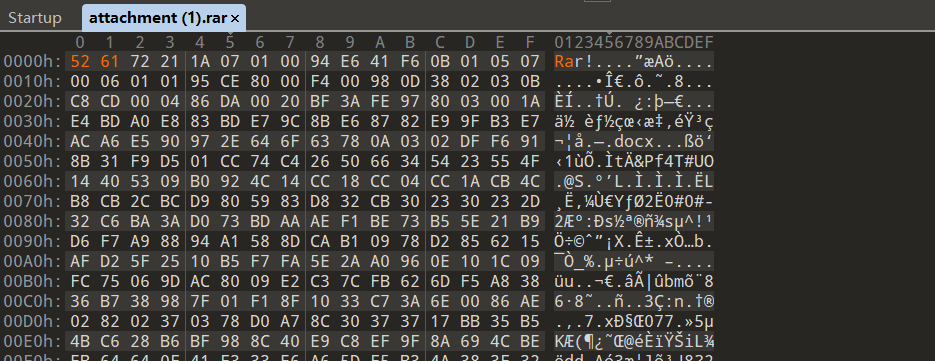 Startup attachment (1).rar ×
0 1 2 3 4 5 6 7 8 9 A B C D E F 0123456789ABCDEF
0000h: 52 61 72 21 1A 07 01 00 94 E6 41 F6 0B 01 05 07 Rar!....”æAö....
0010h: 00 06 01 01 95 CE 80 00 F4 00 98 0D 38 02 03 0B ....•Î€.ô.˜.8...
0020h: C8 CD 00 04 86 DA 00 20 BF 3A FE 97 80 03 00 1A ÈÍ..†Ú. ¿:þ—€...
0030h: E4 BD A0 E8 83 BD E7 9C 8B E6 87 82 E9 9F B3 E7 ä½ èƒ½çœ‹æ‡‚éŸ³ç
0040h: AC A6 E5 90 97 2E 64 6F 63 78 0A 03 02 DF F6 91 ¬¦å.—.docx...ßö‘
0050h: 8B 31 F9 D5 01 CC 74 C4 26 50 66 34 54 23 55 4F ‹1ùÕ.ÌtÄ&Pf4T#UO
0060h: 14 40 53 09 B0 92 4C 14 CC 18 CC 04 CC 1A CB 4C .@S.°’L.Ì.Ì.Ì.ËL
0070h: B8 CB 2C BC D9 80 59 83 D8 32 CB 30 23 30 23 2D ¸Ë,¼Ù€YƒØ2Ë0#0#-
0080h: 32 C6 BA 3A D0 73 BD AA AE F1 BE 73 B5 5E 21 B9 2Æº:Ðs½ª®ñ¾sµ^!¹
0090h: D6 F7 A9 88 94 A1 58 8D CA B1 09 78 D2 85 62 15 Ö÷©ˆ”¡X.Ê±.xÒ…b.
00A0h: AF D2 5F 25 10 B5 F7 FA 5E 2A A0 96 0E 10 1C 09 ¯Ò_%.µ÷ú^* –....
00B0h: FC 75 06 9D AC 80 09 E2 C3 7C FB 62 6D F5 A8 38 üu..¬€.âÃ|ûbmõ¨8
00C0h: 36 B7 38 98 7F 01 F1 8F 10 33 C7 3A 6E 00 86 AE 6·8˜..ñ..3Ç:n.†®
00D0h: 02 82 02 37 03 78 D0 A7 8C 30 37 37 17 BB 35 B5 .‚.7.xÐ§Œ077.»5µ
00E0h: 4B C6 28 B6 BF 98 8C 40 E9 C8 EF 9F 8A 69 4C BE KÆ(¶¿˜Œ@éÈïŸŠiL¾